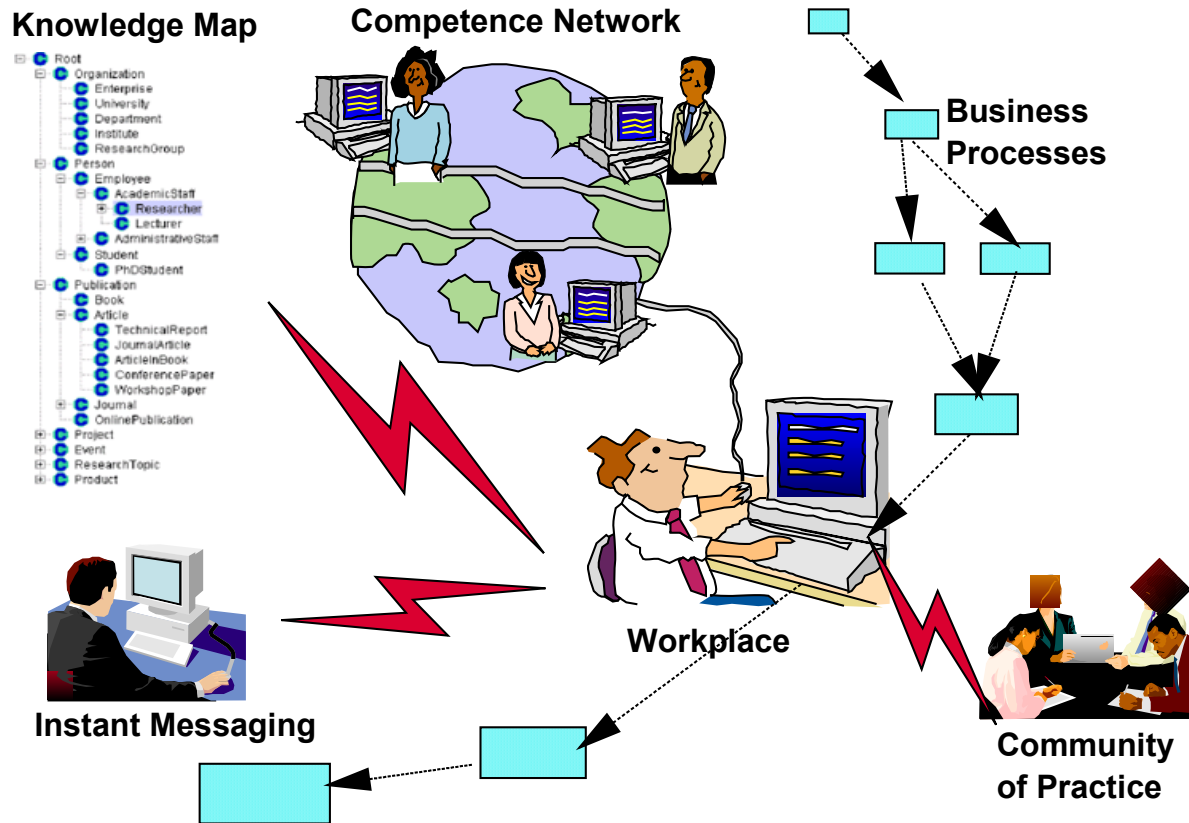 Knowledge Map
Root
Organization
Enterprise
University
Department
Institute
ResearchGroup
Person
Employee
AcademicStaff
Researcher
Lecturer
AdministrativeStaff
Student
PhDStudent
Publication
Book
Article
TechnicalReport
JournalArticle
ArticleInBook
ConferencePaper
WorkshopPaper
Journal
OnlinePublication
Project
Event
ResearchTopic
Product
Competence Network
Business
Processes
Workplace
Instant Messaging
Community
of Practice